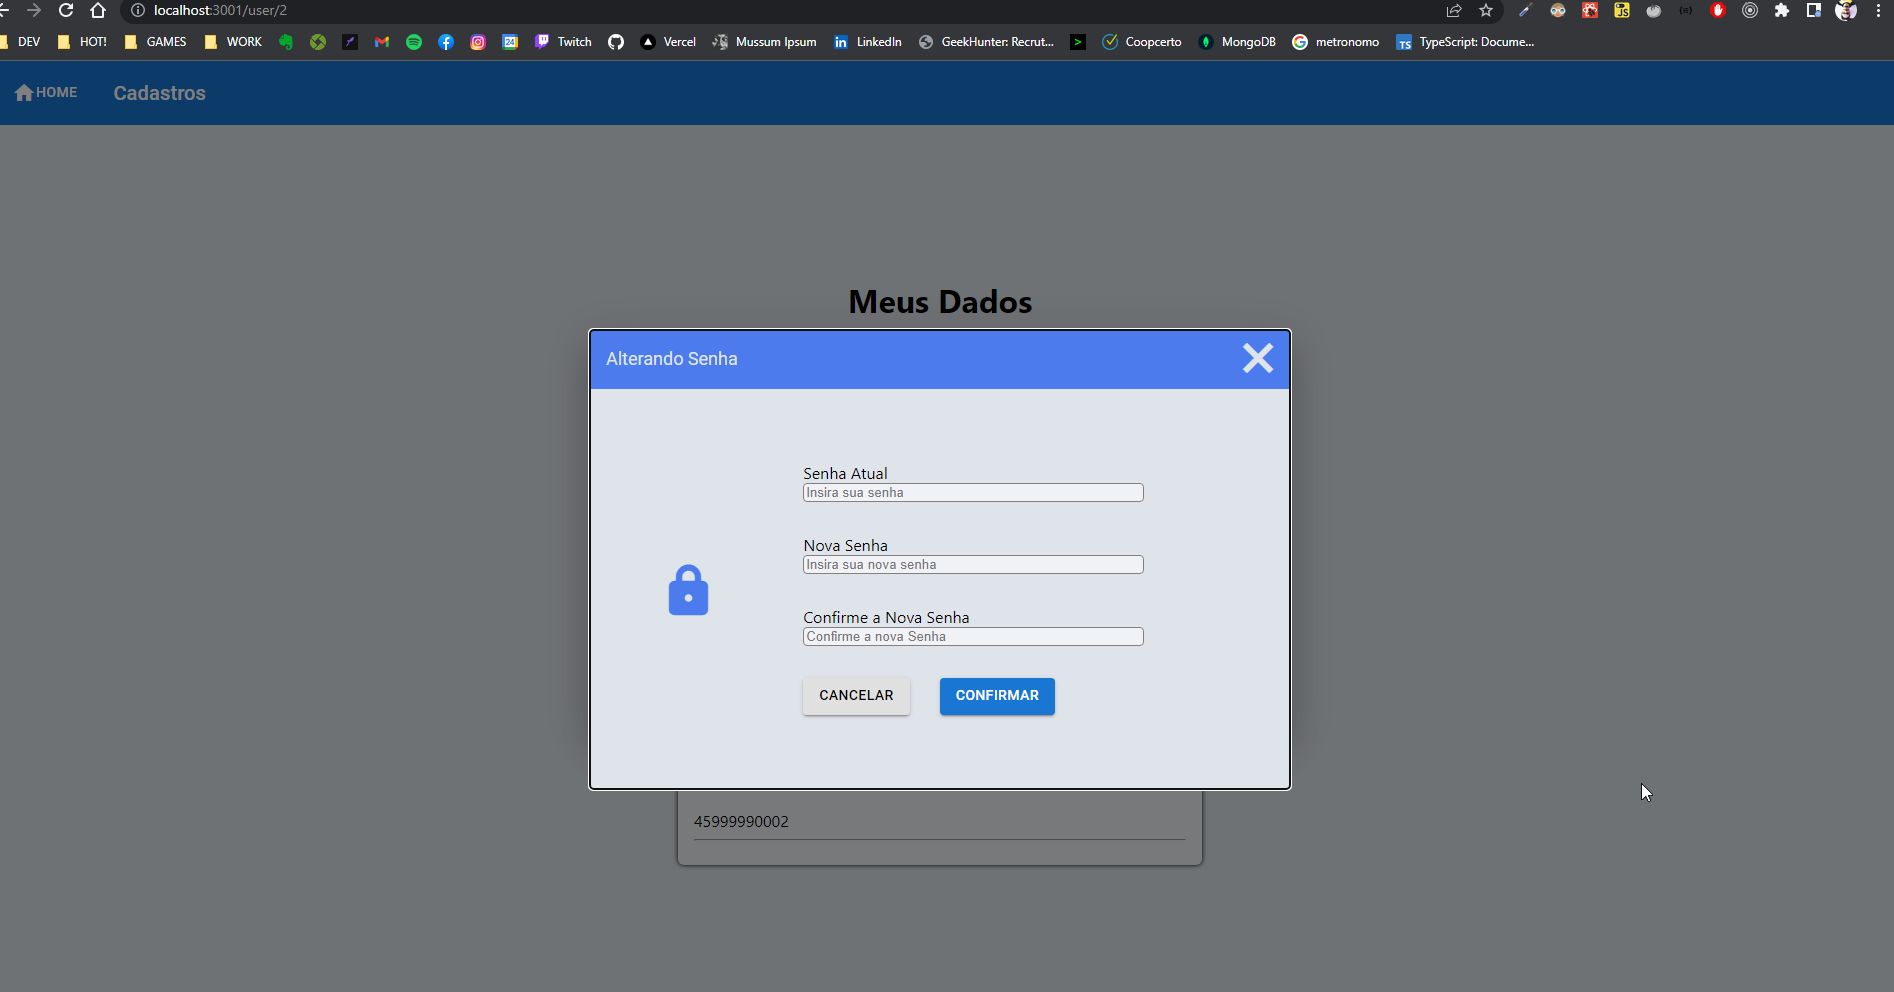 localhost:3001/user/2
DEV HOT! GAMES WORK 24 Twitch Vercel Mussum Ipsum LinkedIn GeekHunter: Recrut... Coopcerto MongoDB metronomo TypeScript: Docume...
HOME Cadastros
Meus Dados
Alterando Senha
Senha Atual
Insira sua senha
Nova Senha
Insira sua nova senha
Confirme a Nova Senha
Confirme a nova Senha
CANCELAR CONFIRMAR
45999990002